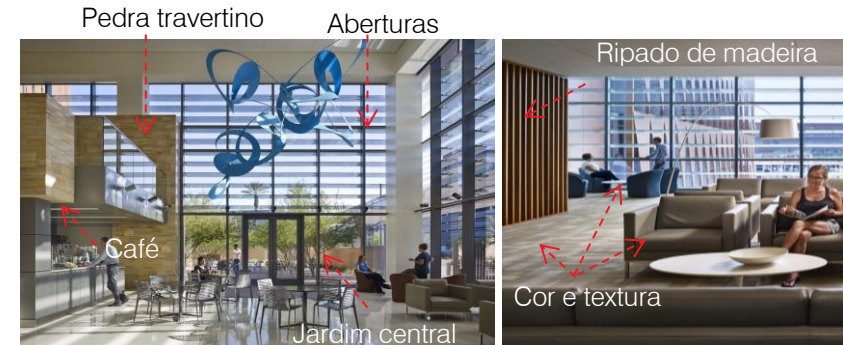 Pedra travertino
Aberturas
Café
Jardim central
Ripado de madeira
Cor e textura